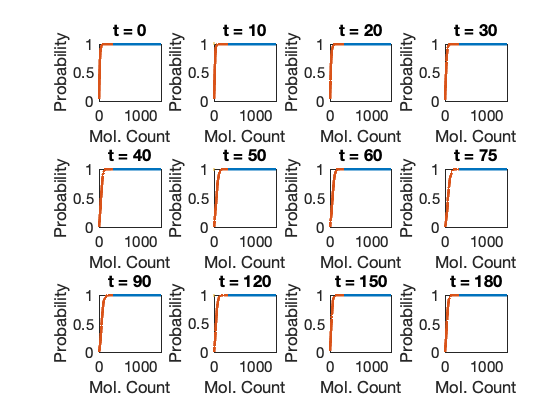 t = 0 t = 10 t = 20 t = 30
Probability Probability Probability Probability
1 1 1 1
0.5 0.5 0.5 0.5
0 0 0 0
0 1000 0 1000 0 1000 0 1000
Mol. Count Mol. Count Mol. Count Mol. Count
t = 40 t = 50 t = 60 t = 75
Probability Probability Probability Probability
1 1 1 1
0.5 0.5 0.5 0.5
0 0 0 0
0 1000 0 1000 0 1000 0 1000
Mol. Count Mol. Count Mol. Count Mol. Count
t = 90 t = 120 t = 150 t = 180
Probability Probability Probability Probability
1 1 1 1
0.5 0.5 0.5 0.5
0 0 0 0
0 1000 0 1000 0 1000 0 1000
Mol. Count Mol. Count Mol. Count Mol. Count